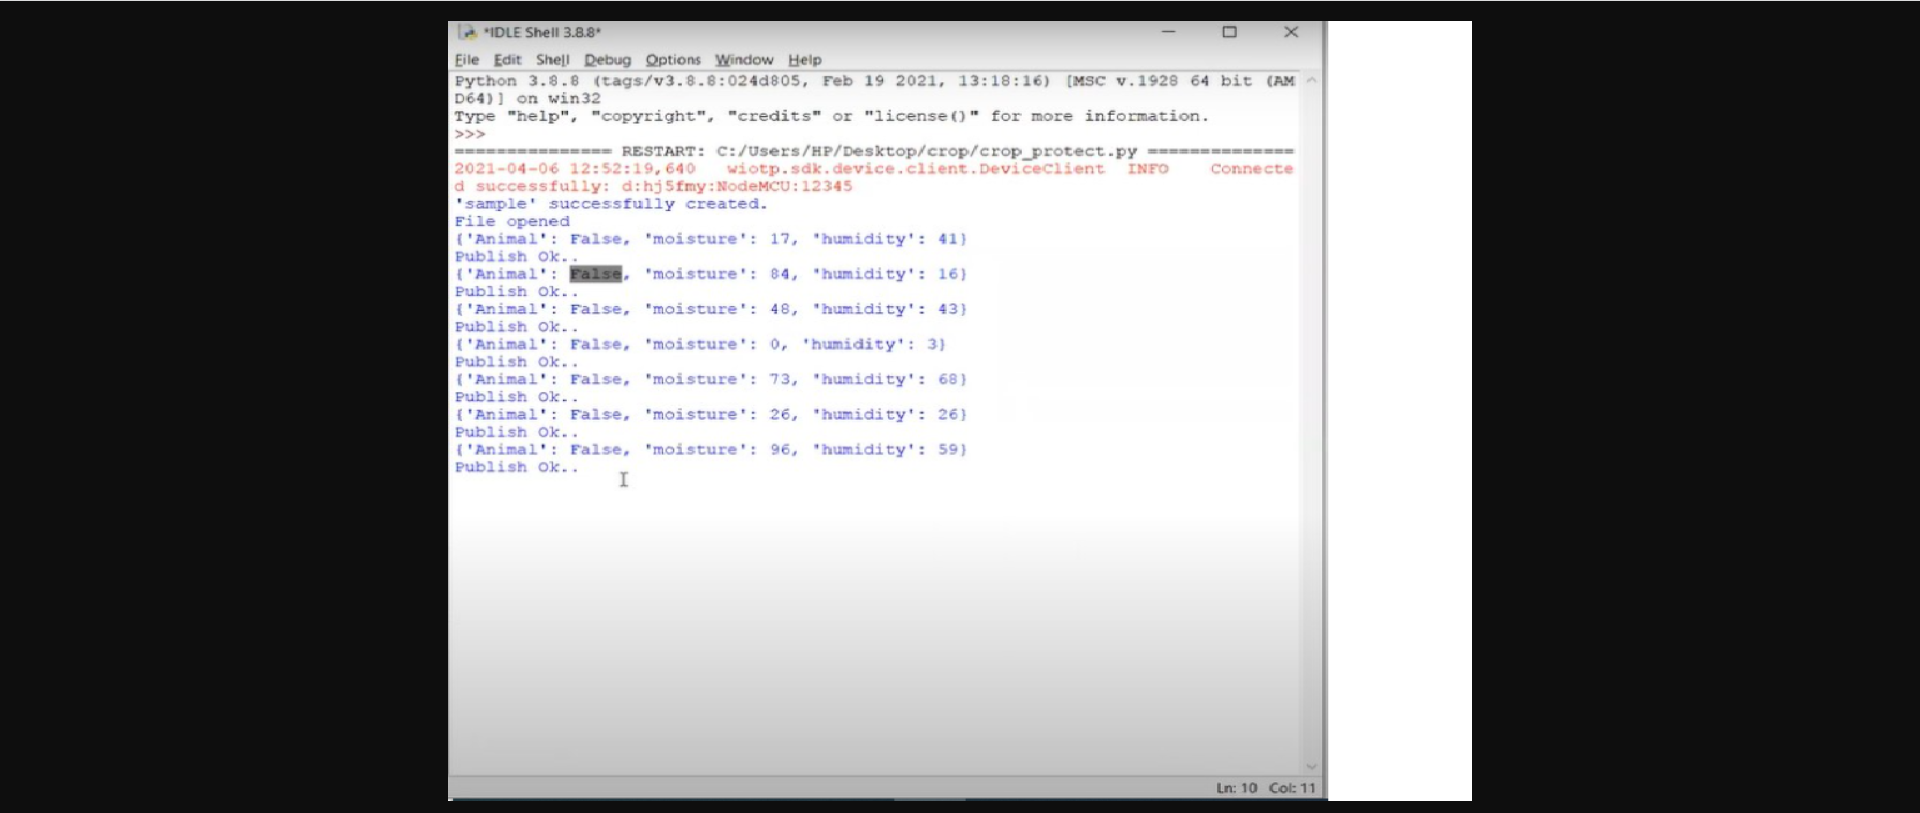 *IDLE Shell 3.8.8*
File Edit Shell Debug Options Window Help
Python 3.8.8 (tags/v3.8.8:024d805, Feb 19 2021, 13:18:16) [MSC v.1928 64 bit (AM
D64)] on win32
Type "help", "copyright", "credits" or "license()" for more information.
>>>
=============== RESTART: C:/Users/HP/Desktop/crop/crop_protect.py ==============
2021-04-06 12:52:19,640   wiotp.sdk.device.client.DeviceClient  INFO    Connecte
d successfully: d:hj5fmy:NodeMCU:12345
'sample' successfully created.
File opened
{'Animal': False, 'moisture': 17, 'humidity': 41}
Publish Ok..
{'Animal': False, 'moisture': 84, 'humidity': 16}
Publish Ok..
{'Animal': False, 'moisture': 48, 'humidity': 43}
Publish Ok..
{'Animal': False, 'moisture': 0, 'humidity': 3}
Publish Ok..
{'Animal': False, 'moisture': 73, 'humidity': 68}
Publish Ok..
{'Animal': False, 'moisture': 26, 'humidity': 26}
Publish Ok..
{'Animal': False, 'moisture': 96, 'humidity': 59}
Publish Ok..
Ln: 10 Col: 11